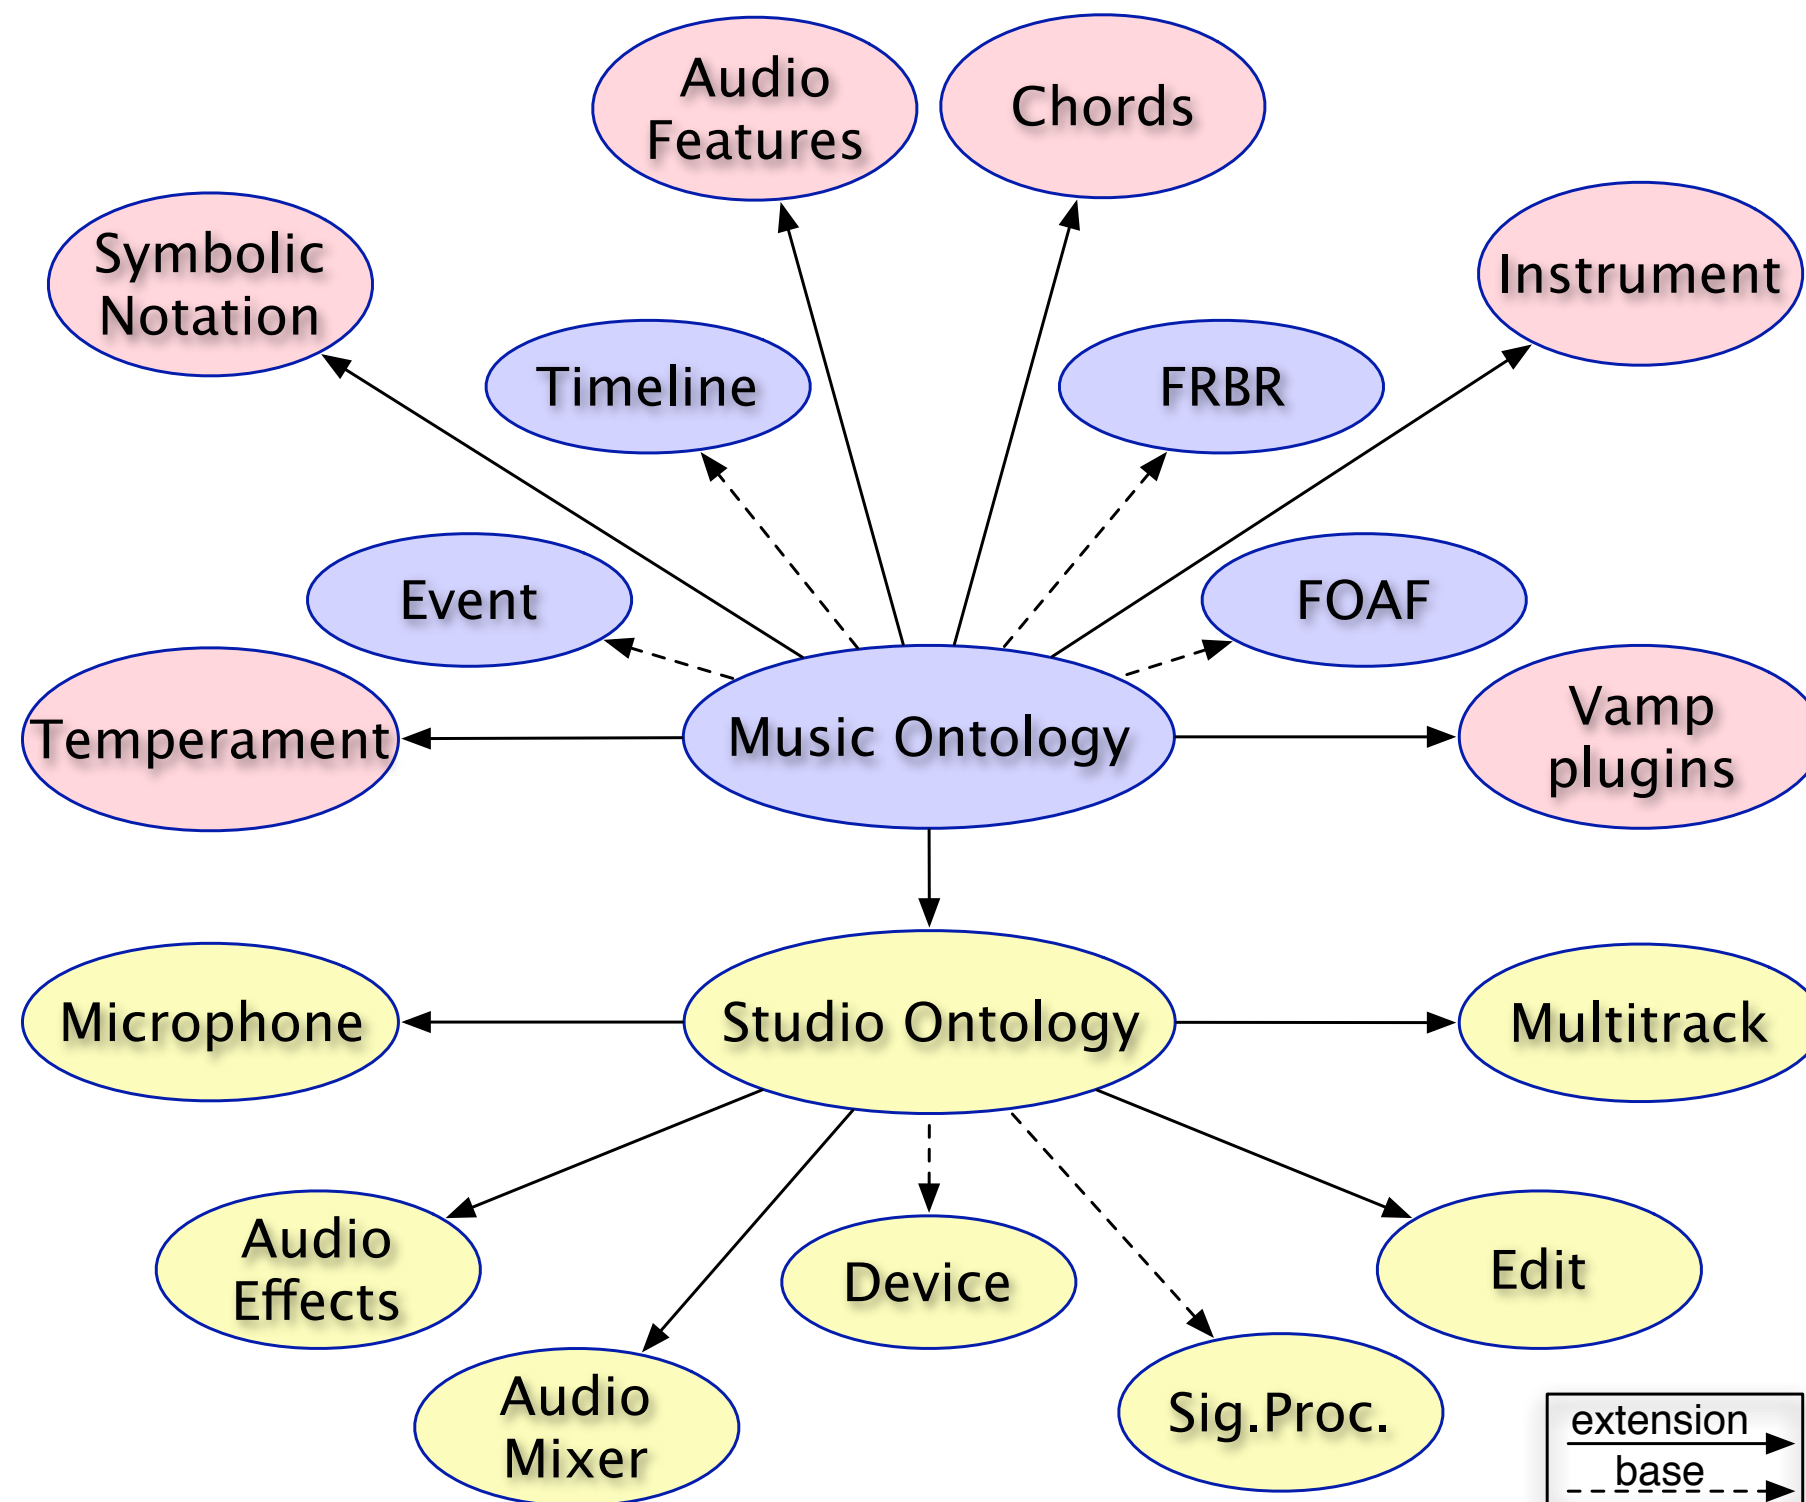 Audio
Features
Chords
Symbolic
Notation
Instrument
Timeline
FRBR
Event
FOAF
Temperament
Music Ontology
Vamp
plugins
Microphone
Studio Ontology
Multitrack
Audio
Effects
Device
Edit
Audio
Mixer
Sig.Proc.
extension
base